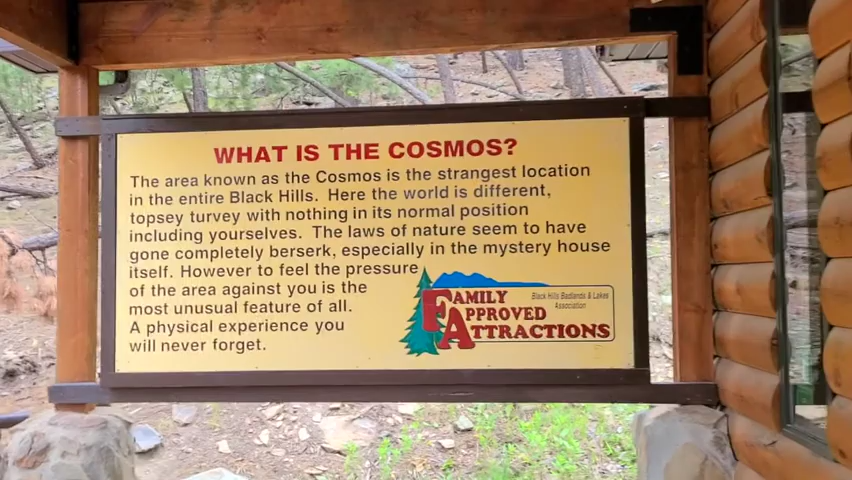 WHAT IS THE COSMOS?
The area known as the Cosmos is the strangest location
in the entire Black Hills. Here the world is different,
topsey turvey with nothing in its normal position
including yourselves. The laws of nature seem to have
gone completely berserk, especially in the mystery house
itself. However to feel the pressure
of the area against you is the
most unusual feature of all.
A physical experience you
will never forget.
Black Hills Badlands & Lakes
Association
FAMILY
APPROVED
ATTRACTIONS